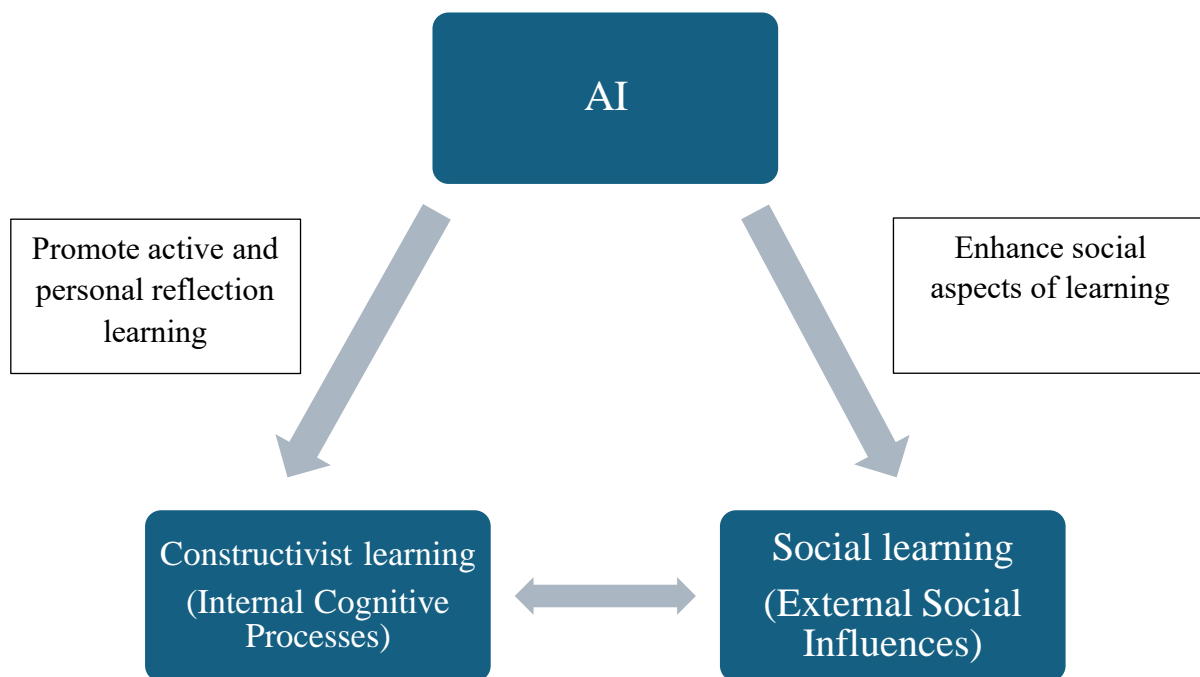 AI
Promote active and
personal reflection
learning
Enhance social
aspects of learning
Constructivist learning
(Internal Cognitive
Processes)
Social learning
(External Social
Influences)